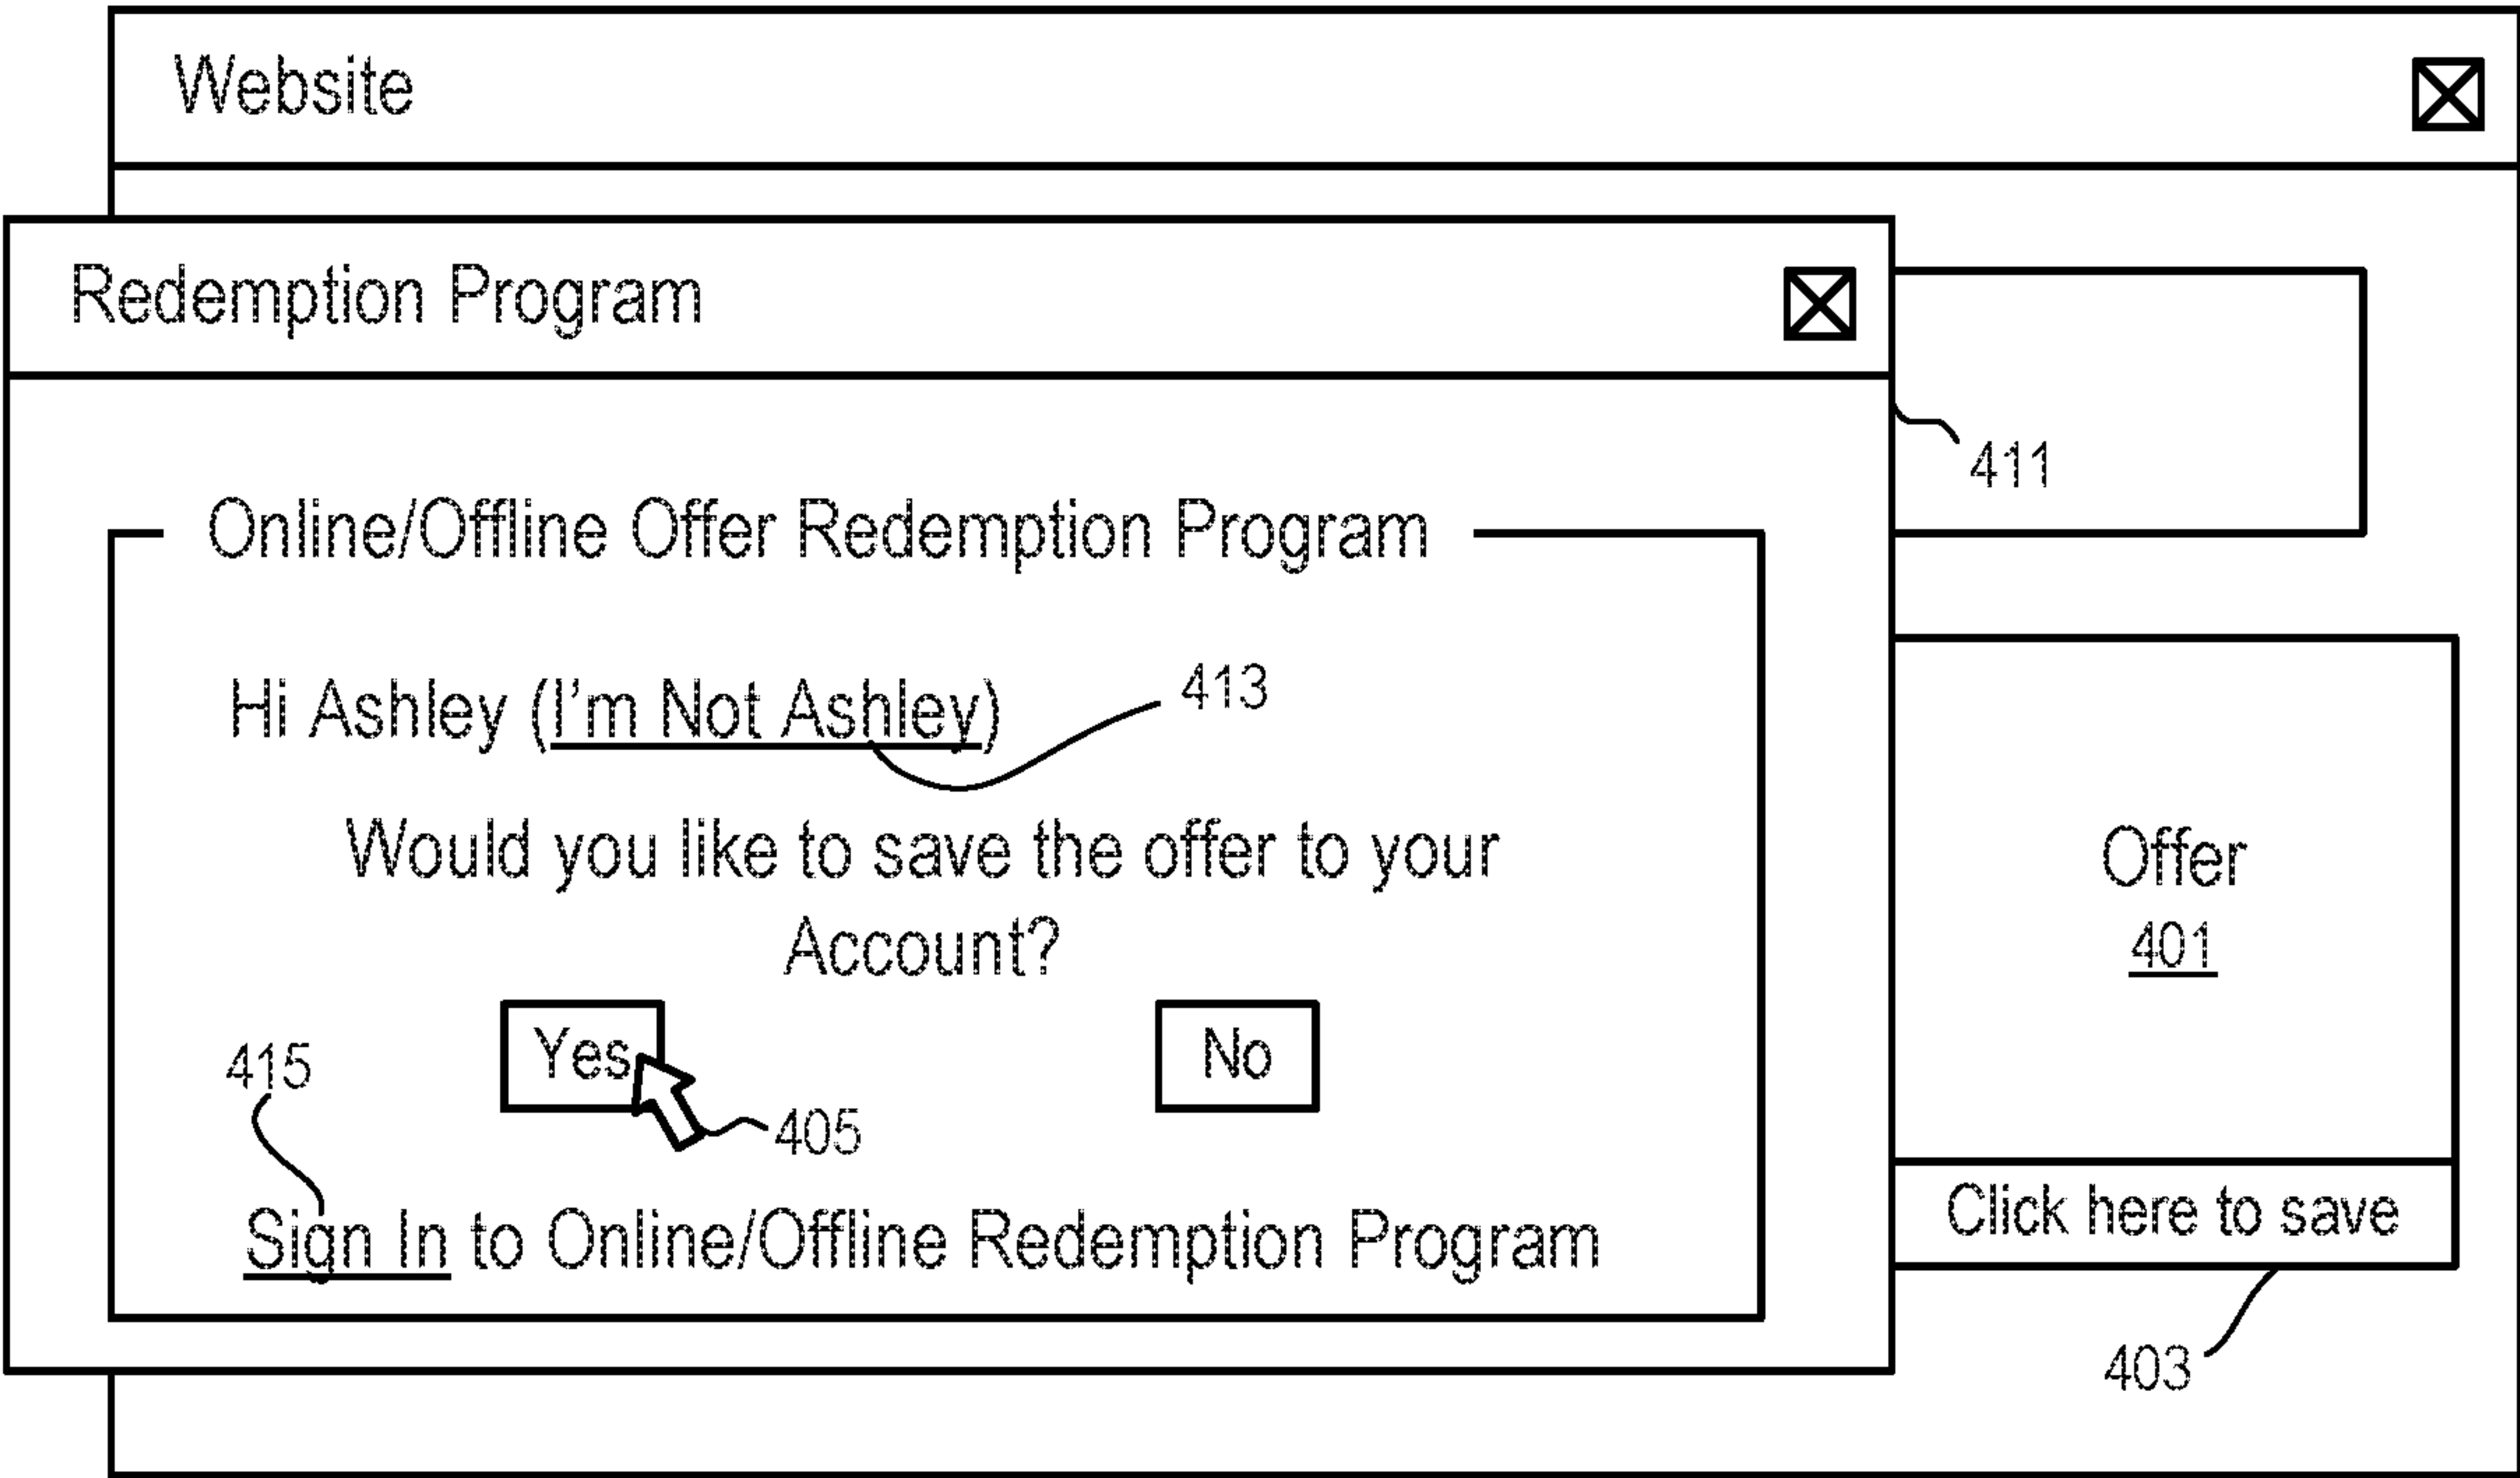 Website
Redemption Program
411
Online/Offline Offer Redemption Program
Hi Ashley (I'm Not Ashley)
413
Would you like to save the offer to your
Account?
Offer
401
Yes
No
415
405
Sign In to Online/Offline Redemption Program
Click here to save
403